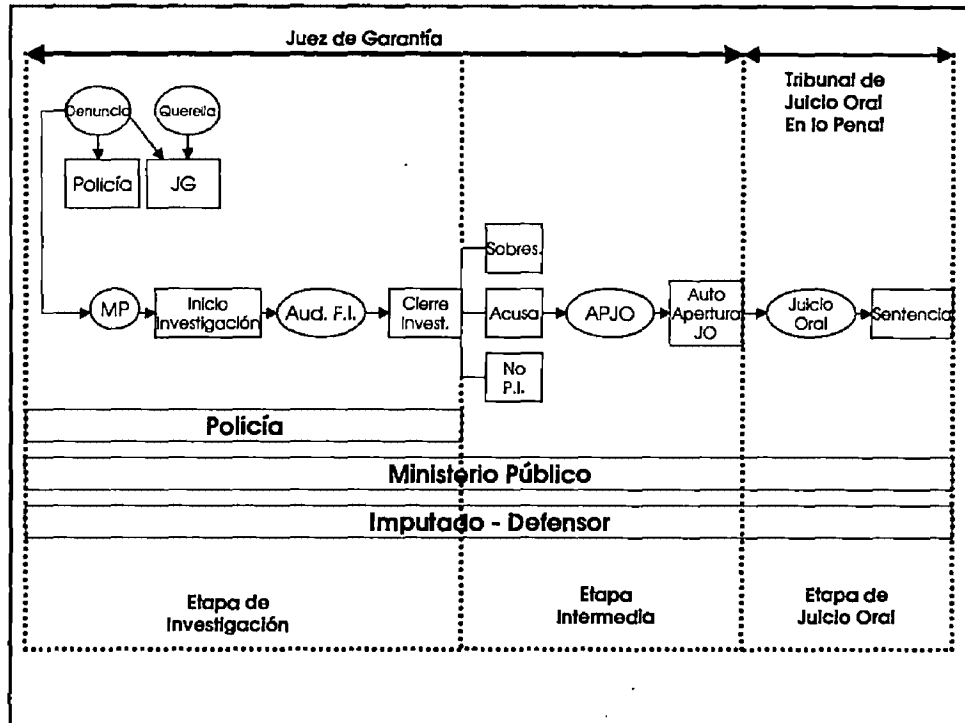 Juez de Garantía
Tribunal de
Juicio Oral
En lo Penal
Denuncia
Querella
Policía
JG
MP
Inicio
Investigación
Aud. F.I.
Cierre
Invest.
Sobres.
Acusa
No
P.I.
APJO
Auto
Apertura
JO
Juicio
Oral
Sentencia
Policía
Ministerio Público
Imputado - Defensor
Etapa de
Investigación
Etapa
Intermedia
Etapa de
Juicio Oral